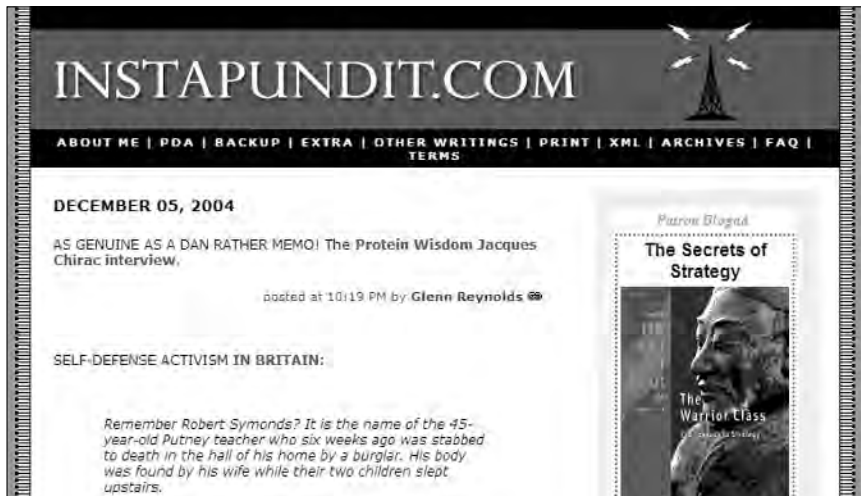 INSTAPUNDIT.COM
ABOUT ME | PDA | BACKUP | EXTRA | OTHER WRITINGS | PRINT | XML | ARCHIVES | FAQ |
TERMS
DECEMBER 05, 2004
AS GENUINE AS A DAN RATHER MEMO! The Protein Wisdom Jacques
Chirac interview.
posted at 10:19 PM by Glenn Reynolds
SELF-DEFENSE ACTIVISM IN BRITAIN:
Remember Robert Symonds? It is the name of the 45-
year-old Putney teacher who six weeks ago was stabbed
to death in the hall of his home by a burglar. His body
was found by his wife while their two children slept
upstairs.
Patron Blogad
The Secrets of
Strategy
The
Warrior Class